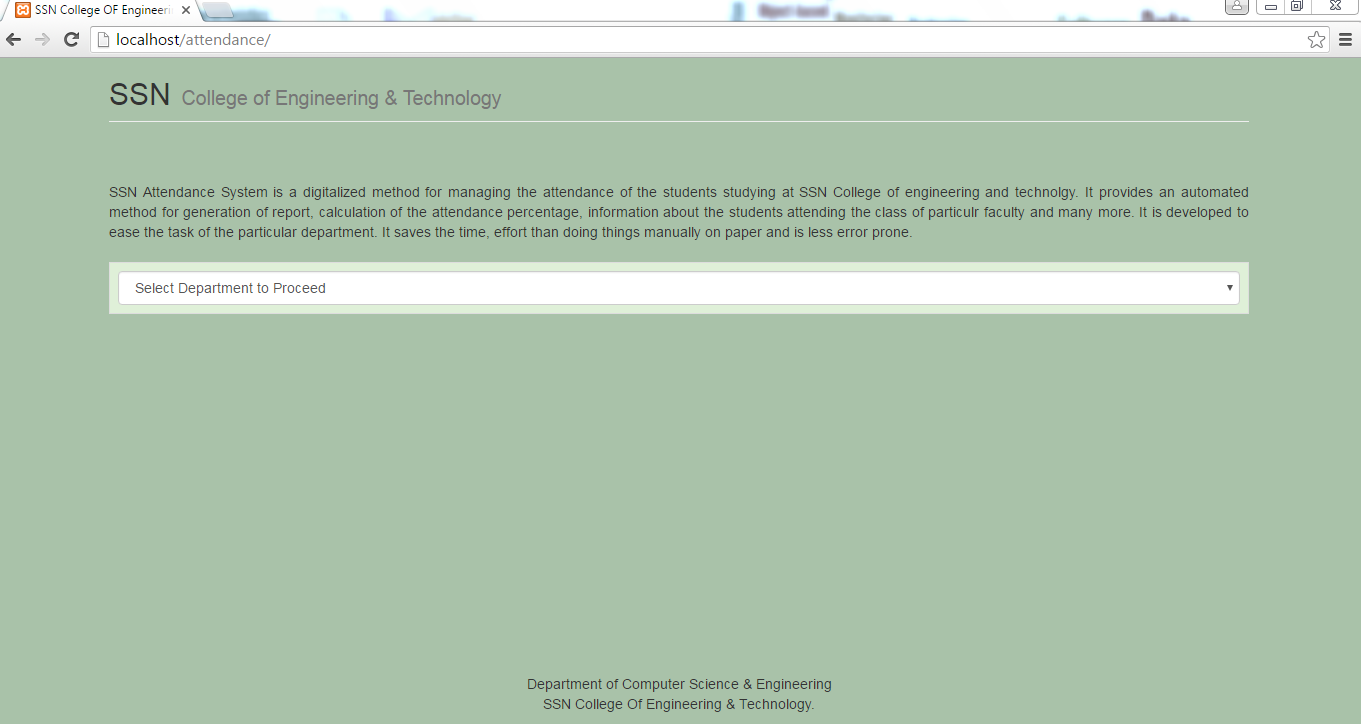 SSN College OF Engineeri
localhost/attendance/
SSN College of Engineering & Technology
SSN Attendance System is a digitalized method for managing the attendance of the students studying at SSN College of engineering and technolgy. It provides an automated
method for generation of report, calculation of the attendance percentage, information about the students attending the class of particulr faculty and many more. It is developed to
ease the task of the particular department. It saves the time, effort than doing things manually on paper and is less error prone.
Select Department to Proceed
Department of Computer Science & Engineering
SSN College Of Engineering & Technology.